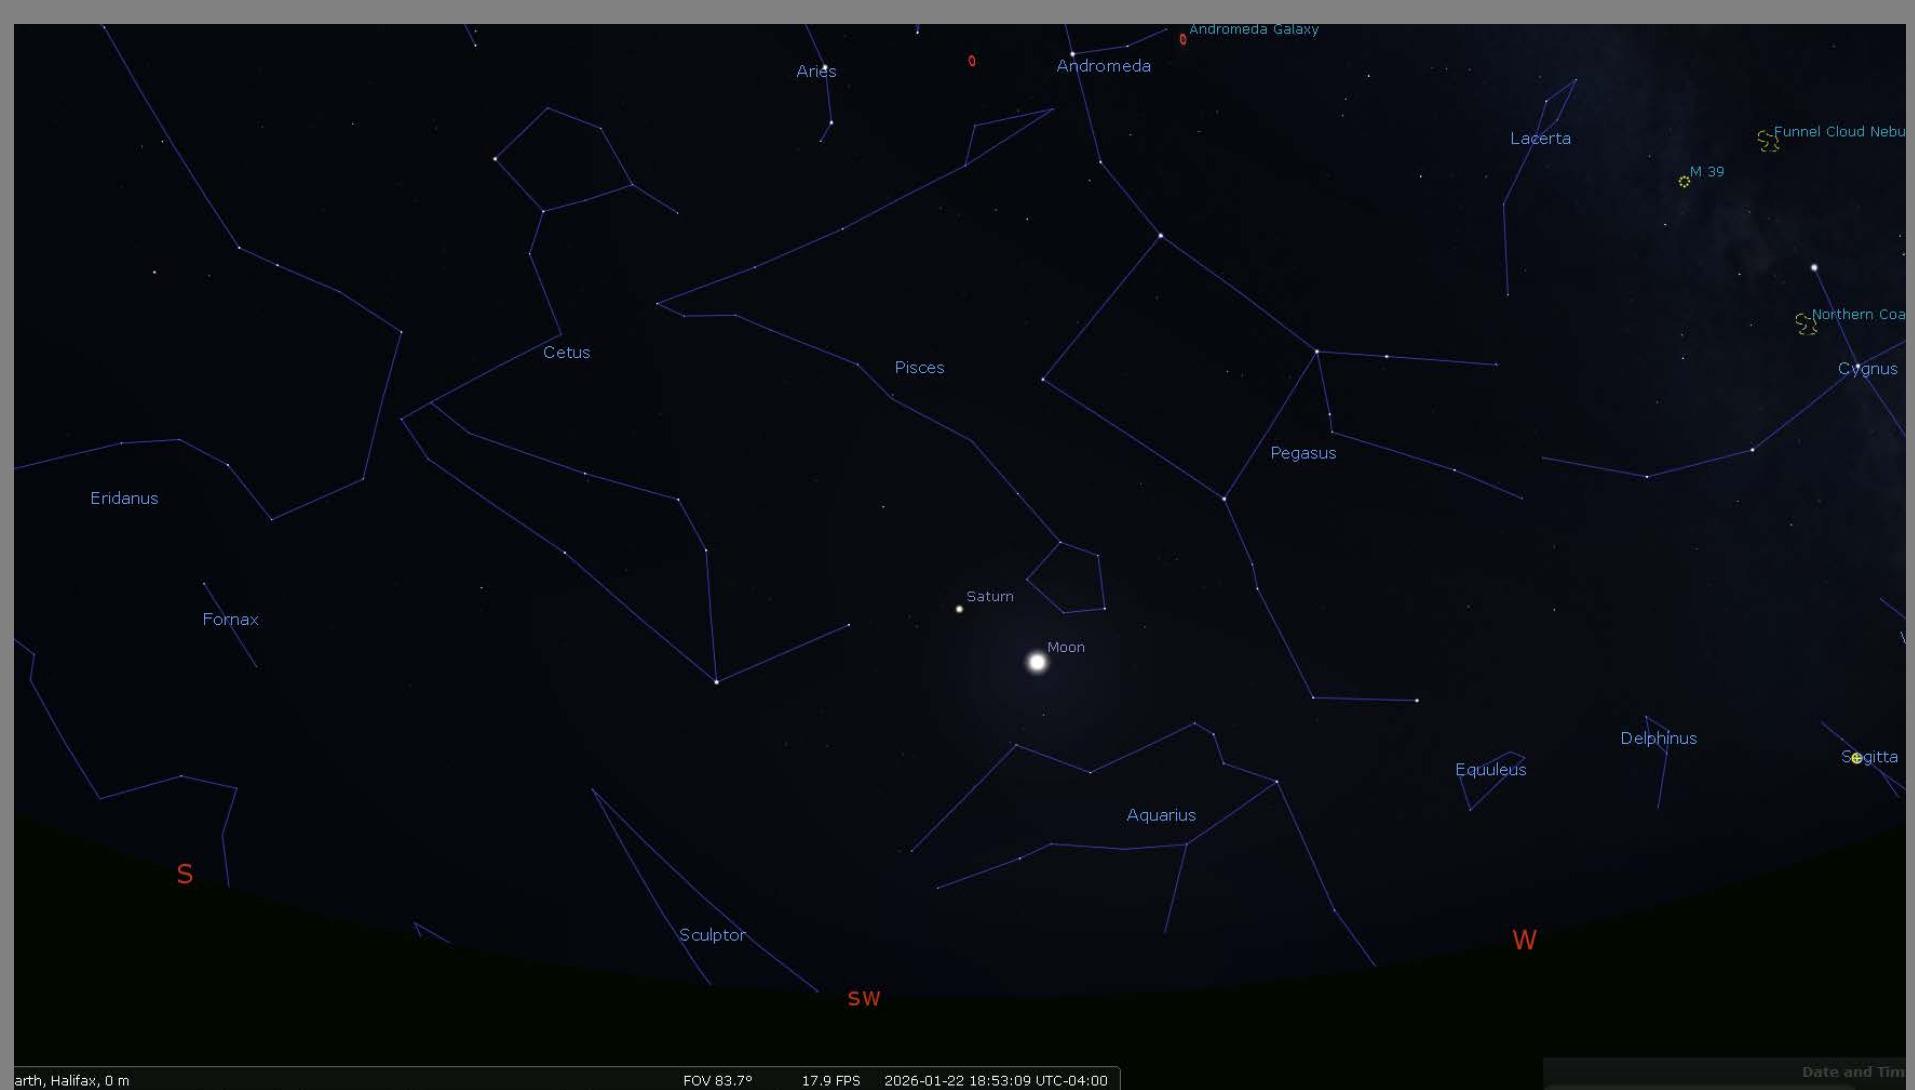 Andromeda Galaxy
Aries
Andromeda
Funnel Cloud Nebu
Lacerta
M 39
Northern Coa
Cetus
Pisces
Cygnus
Pegasus
Eridanus
Saturn
Fornax
Moon
Delphinus
Sagitta
Equuleus
Aquarius
S
Sculptor
W
SW
Date and Tim
arth, Halifax, 0 m FOV 83.7° 17.9 FPS 2026-01-22 18:53:09 UTC-04:00